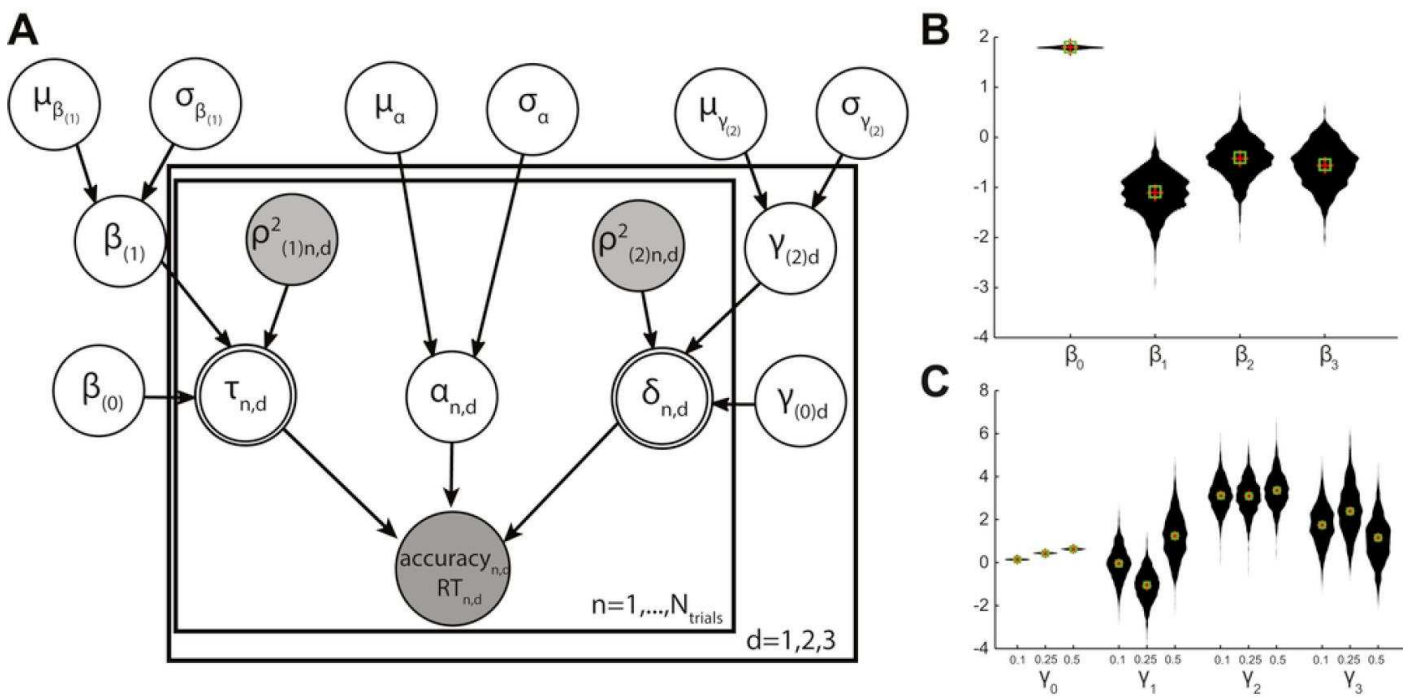 A
μβ(1)
σβ(1)
μα
σα
μγ(2)
σγ(2)
β(1)
ρ²(1)n,d
ρ²(2)n,d
γ(2)d
β(0)
τn,d
αn,d
δn,d
γ(0)d
accuracyn,d
RTn,d
n=1,...,Ntrials
d=1,2,3
B
2
1
0
-1
-2
-3
-4
β0 β1 β2 β3
C
8
6
4
2
0
-2
-4
0.1 0.25 0.5 0.1 0.25 0.5 0.1 0.25 0.5 0.1 0.25 0.5
γ0 γ1 γ2 γ3